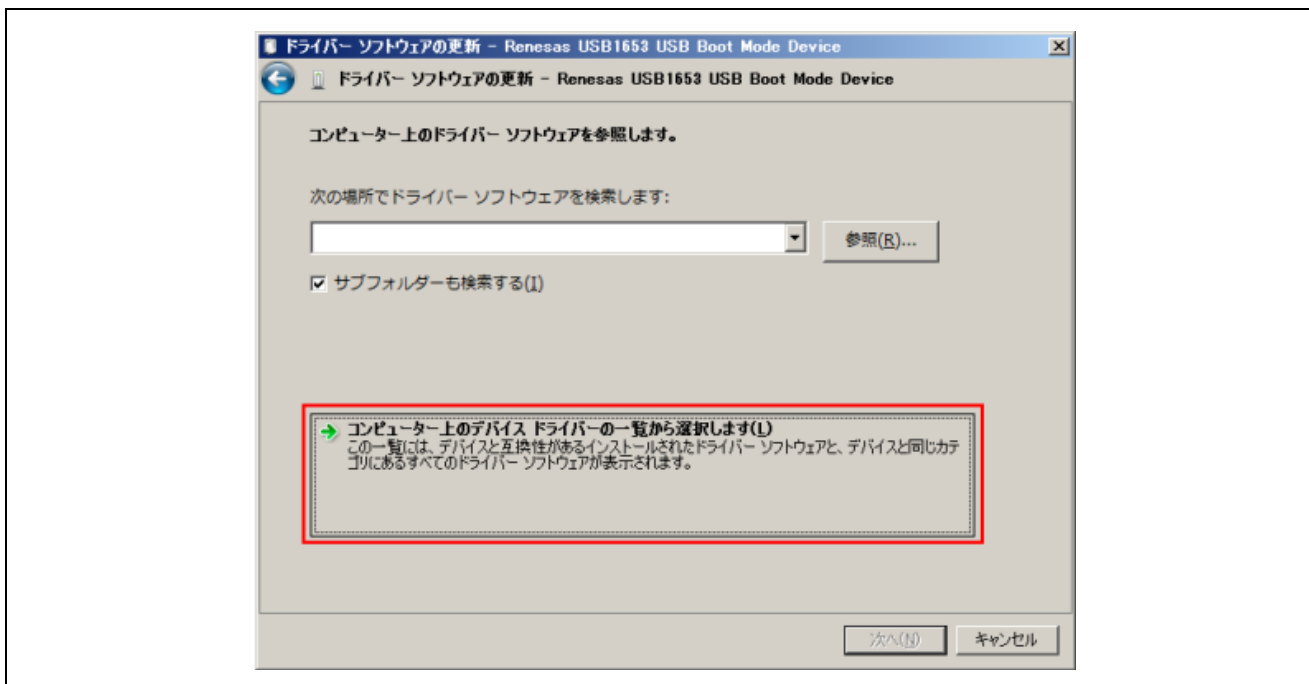 ドライバー ソフトウェアの更新 - Renesas USB1653 USB Boot Mode Device
ドライバー ソフトウェアの更新 - Renesas USB1653 USB Boot Mode Device
コンピューター上のドライバー ソフトウェアを参照します。
次の場所でドライバー ソフトウェアを検索します:
参照(R)...
サブフォルダーも検索する(I)
コンピューター上のデバイス ドライバーの一覧から選択します(L)
この一覧には、デバイスと互換性があるインストールされたドライバー ソフトウェアと、デバイスと同じカテ
ゴリにあるすべてのドライバー ソフトウェアが表示されます。
次へ(N)
キャンセル